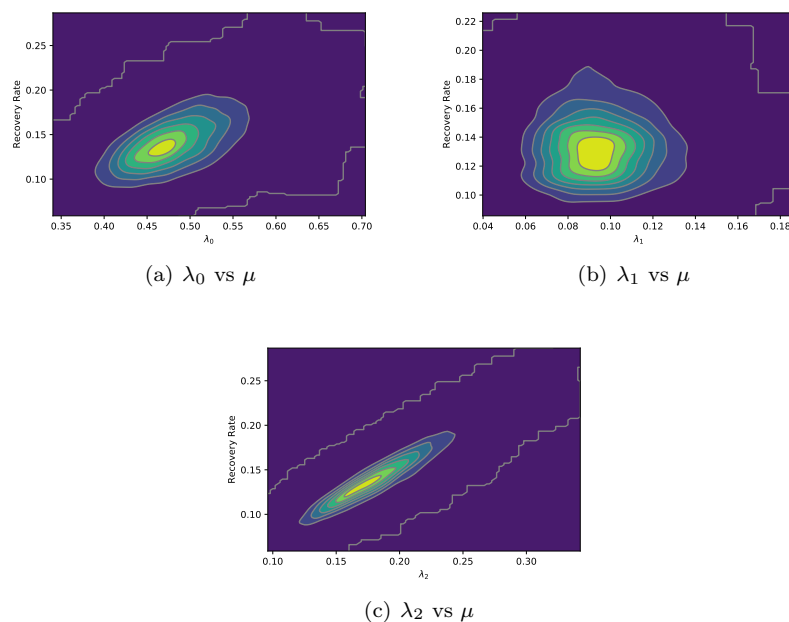 0.25
0.20
0.15
0.10
Recovery Rate
0.35 0.40 0.45 0.50 0.55 0.60 0.65 0.70
λ₀
(a) λ₀ vs μ
0.22
0.20
0.18
0.16
0.14
0.12
0.10
Recovery Rate
0.04 0.06 0.08 0.10 0.12 0.14 0.16 0.18
λ₁
(b) λ₁ vs μ
0.25
0.20
0.15
0.10
Recovery Rate
0.10 0.15 0.20 0.25 0.30
λ₂
(c) λ₂ vs μ